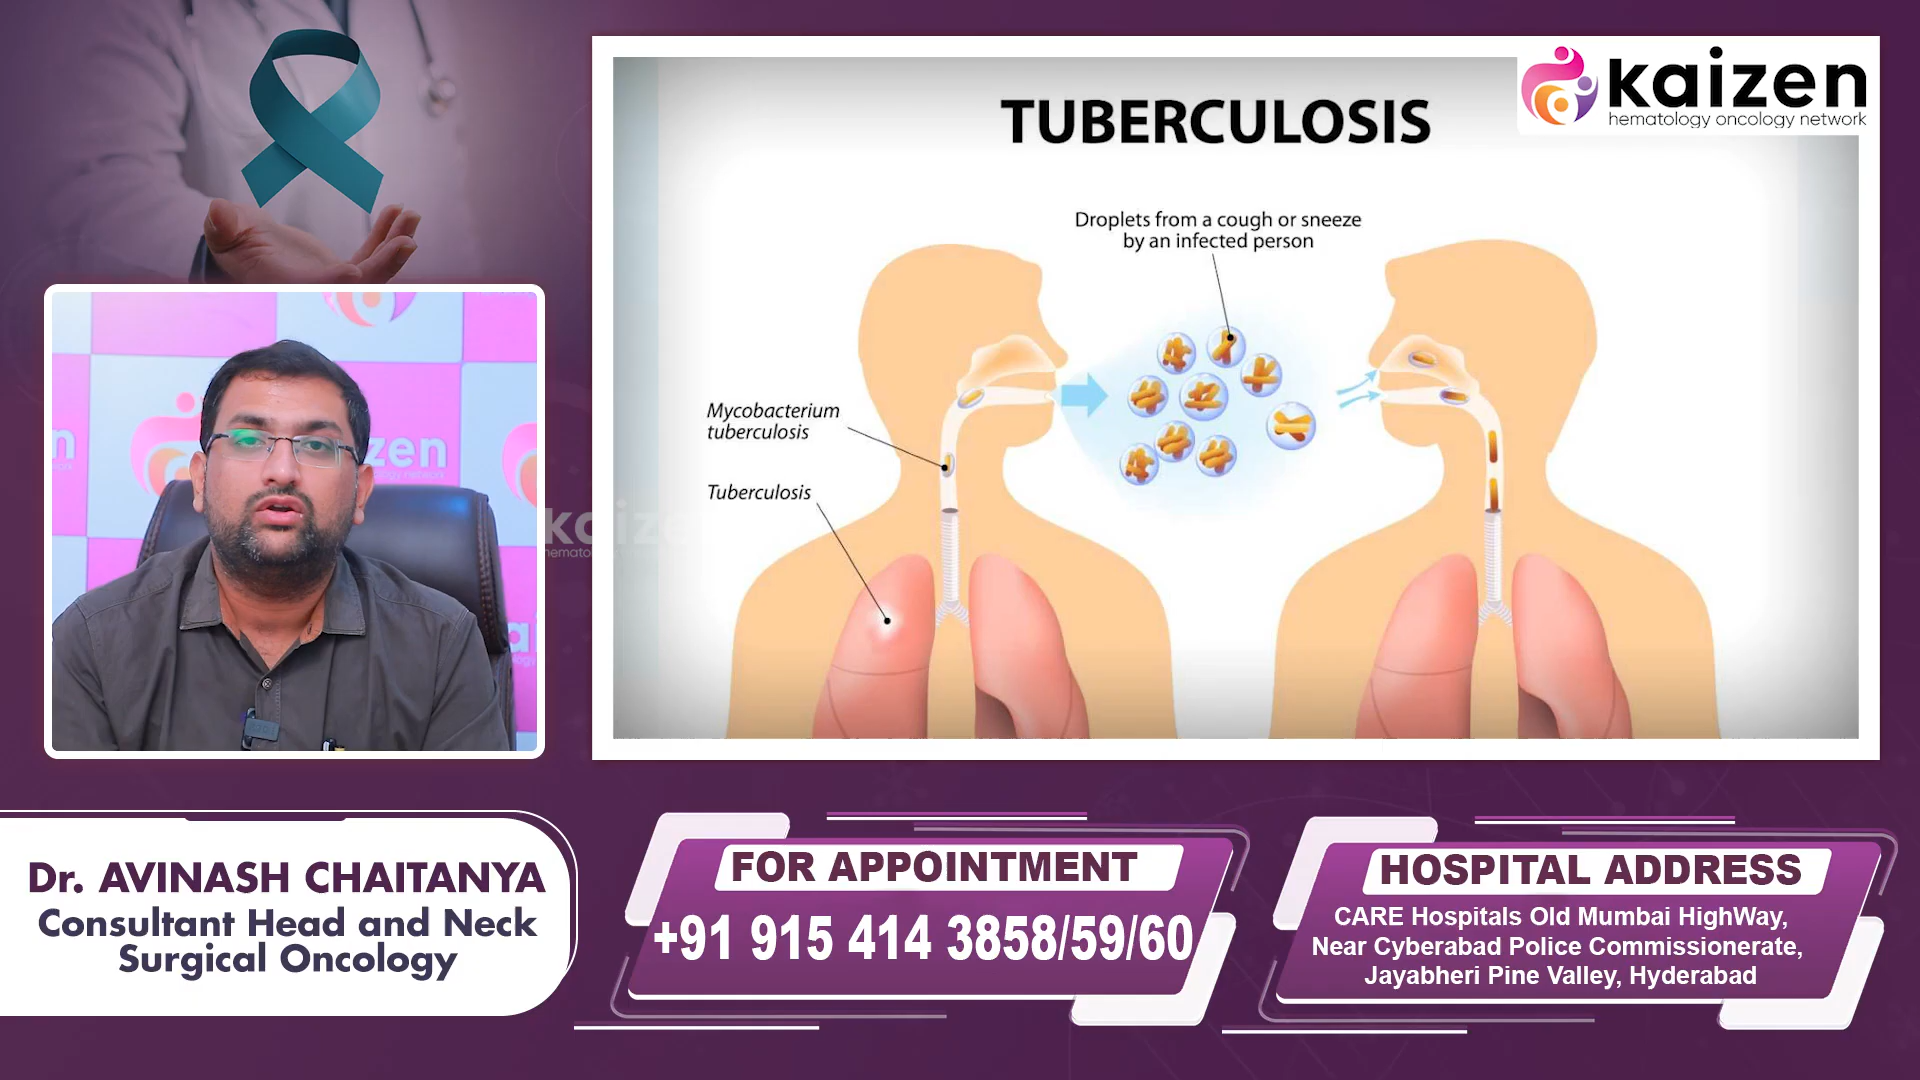 kaizen
hematology oncology network
TUBERCULOSIS
Droplets from a cough or sneeze
by an infected person
Mycobacterium
tuberculosis
Tuberculosis
zen
kaize
Dr. AVINASH CHAITANYA
Consultant Head and Neck
Surgical Oncology
FOR APPOINTMENT
+91 915 414 3858/59/60
HOSPITAL ADDRESS
CARE Hospitals Old Mumbai HighWay,
Near Cyberabad Police Commissionerate,
Jayabheri Pine Valley, Hyderabad